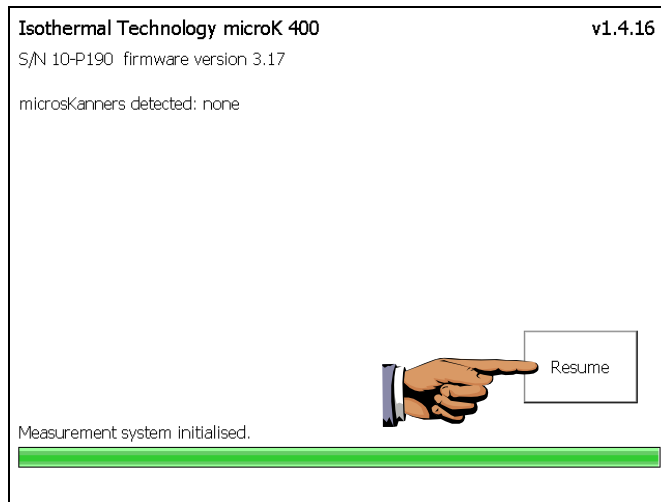 Isothermal Technology microK 400 v1.4.16
S/N 10-P190 firmware version 3.17
microsKanners detected: none
Resume
Measurement system initialised.